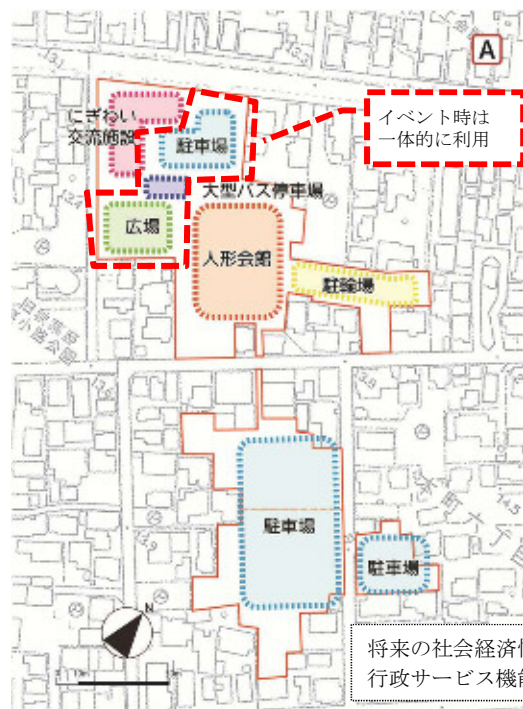 A
にぎわい
交流施設
駐車場
イベント時は
一体的に利用
大型バス停車場
広場
人形会館
駐輪場
駐車場
駐車場
N
将来の社会経済
行政サービス機能